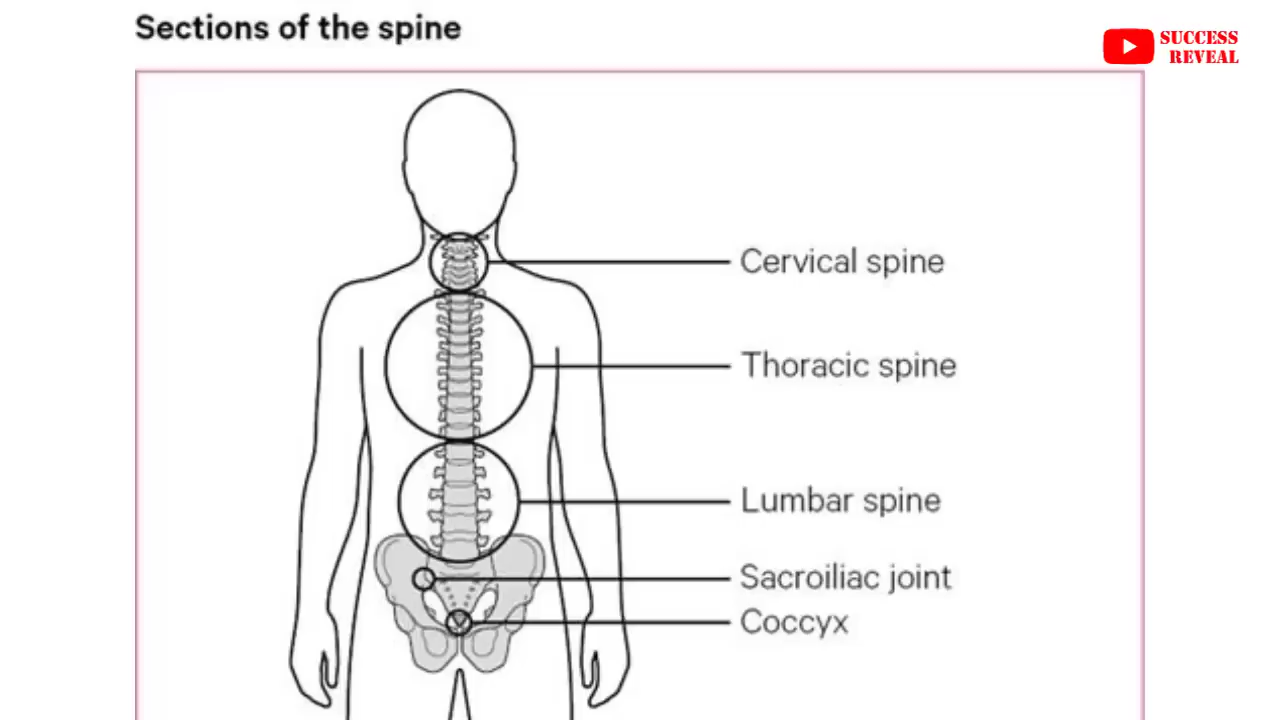 Sections of the spine
SUCCESS
REVEAL
Cervical spine
Thoracic spine
Lumbar spine
Sacroiliac joint
Coccyx